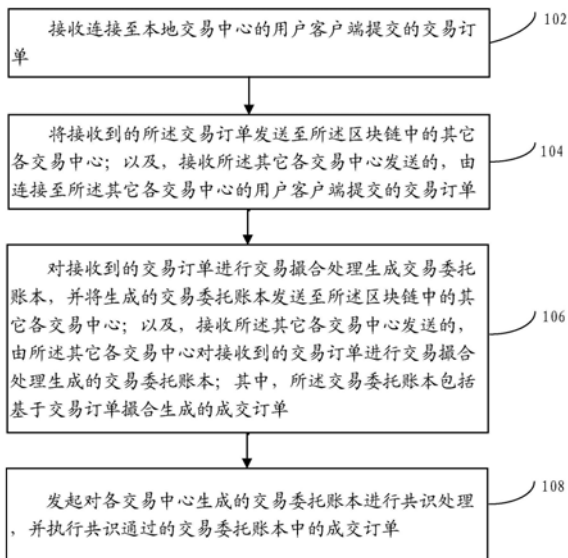 接收连接至本地交易中心的用户客户端提交的交易订
单
102
将接收到的所述交易订单发送至所述区块链中的其它
各交易中心；以及，接收所述其它各交易中心发送的，由
连接至所述其它各交易中心的用户客户端提交的交易订单
104
对接收到的交易订单进行交易撮合处理生成交易委托
账本，并将生成的交易委托账本发送至所述区块链中的其
它各交易中心；以及，接收所述其它各交易中心发送的，
由所述其它各交易中心对接收到的交易订单进行交易撮合
处理生成的交易委托账本；其中，所述交易委托账本包括
基于交易订单撮合生成的成交订单
106
发起对各交易中心生成的交易委托账本进行共识处理
，并执行共识通过的交易委托账本中的成交订单
108